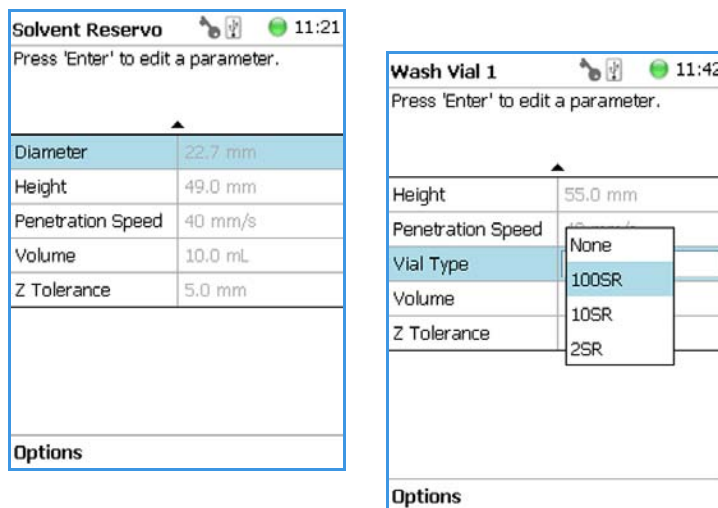 Solvent Reservo 11:21
Press 'Enter' to edit a parameter.
Diameter 22.7 mm
Height 49.0 mm
Penetration Speed 40 mm/s
Volume 10.0 mL
Z Tolerance 5.0 mm
Options
Wash Vial 1 11:42
Press 'Enter' to edit a parameter.
Height 55.0 mm
Penetration Speed
Vial Type
Volume
Z Tolerance
None
100SR
10SR
2SR
Options